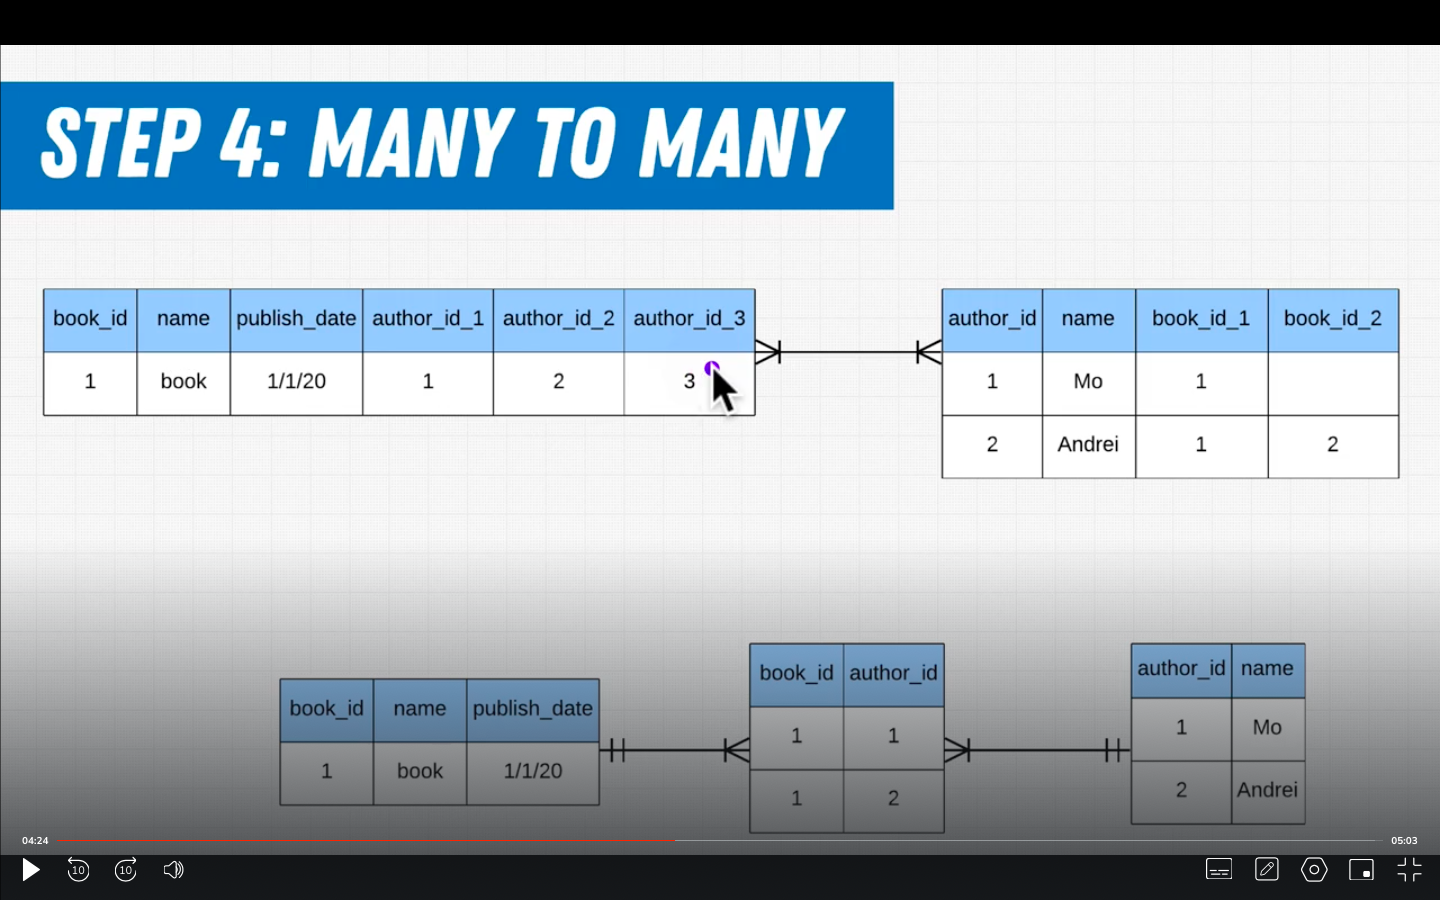 STEP 4: MANY TO MANY
book_id name publish_date author_id_1 author_id_2 author_id_3
1 book 1/1/20 1 2 3
author_id name book_id_1 book_id_2
1 Mo 1
2 Andrei 1 2
book_id name publish_date
1 book 1/1/20
book_id author_id
1 1
1 2
author_id name
1 Mo
2 Andrei
04:24 05:03
10 10